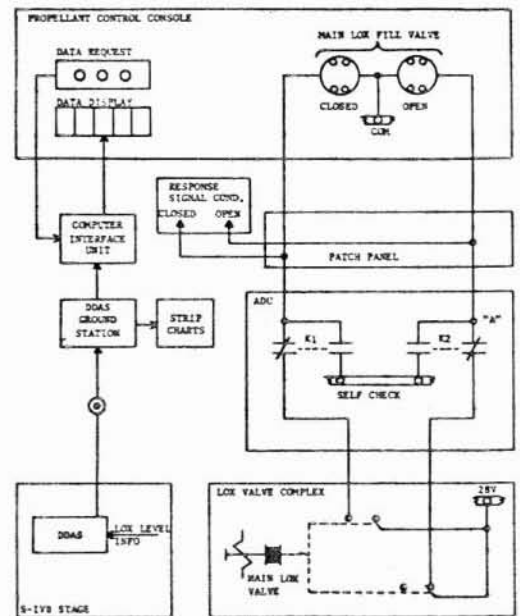 PROPELLANT CONTROL CONSOLE
DATA REQUEST
DATA DISPLAY
MAIN LOX FILL VALVE
CLOSED
OPEN
COM
RESPONSE
SIGNAL COND.
CLOSED OPEN
COMPUTER
INTERFACE
UNIT
PATCH PANEL
DDAS
GROUND
STATION
STRIP
CHARTS
ADC
K1
K2
"A"
SELF CHECK
S-IVB STAGE
DDAS
LOX LEVEL
INFO
LOX VALVE COMPLEX
28V
MAIN LOX
VALVE